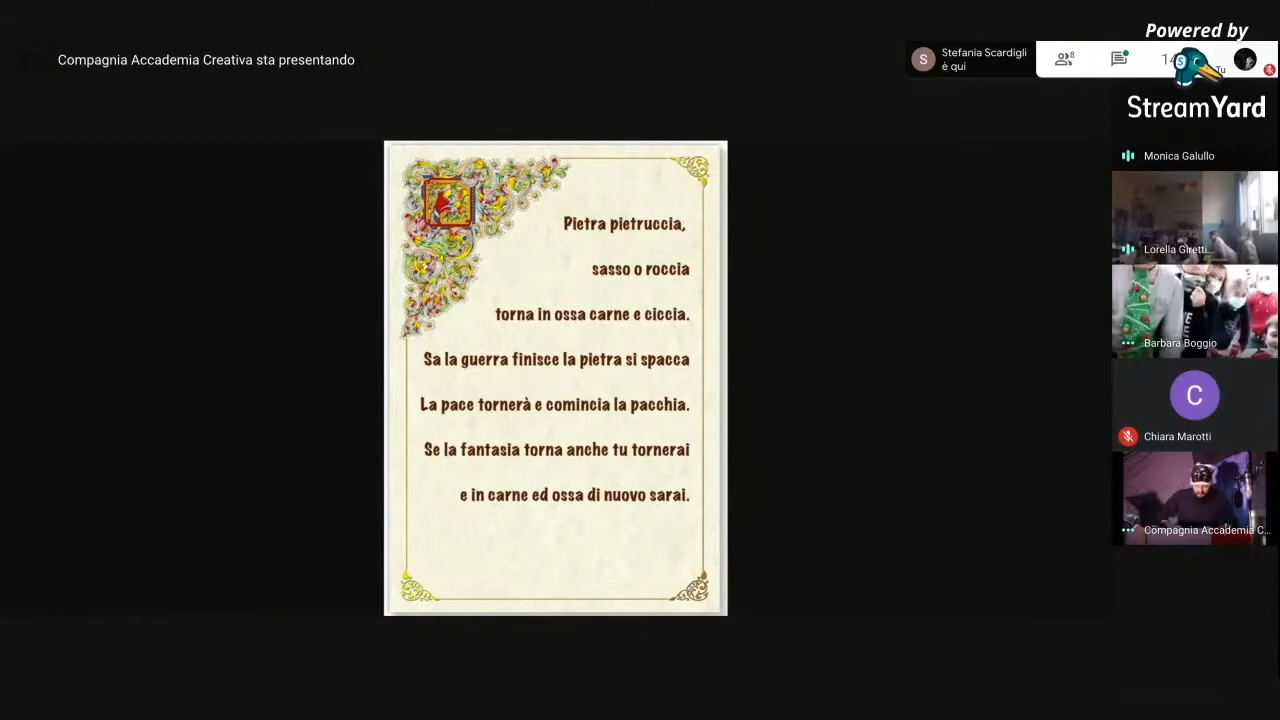 Powered by
Compagnia Accademia Creativa sta presentando
Stefania Scardigli
è qui
8
Tu
StreamYard
Monica Galullo
Pietra pietruccia,
Lorella Giretti...
sasso o roccia
torna in ossa carne e ciccia.
Barbara Boggio
Sa la guerra finisce la pietra si spacca
La pace tornerà e comincia la pacchia.
C
Chiara Marotti
Se la fantasia torna anche tu tornerai
e in carne ed ossa di nuovo sarai.
Compagnia Accademia C...
S